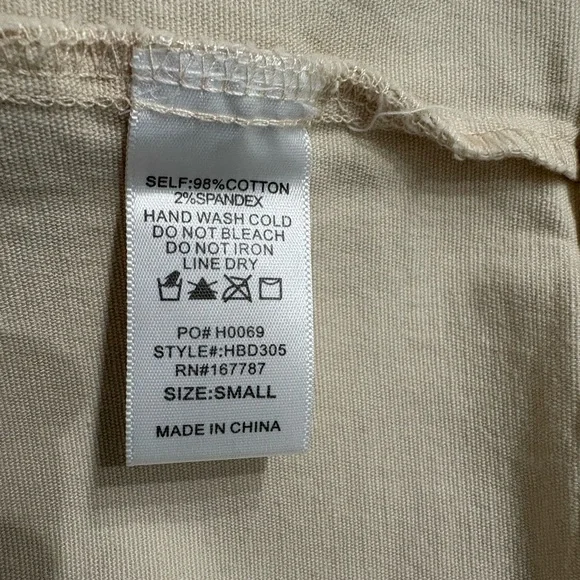 SELF:98%COTTON
2%SPANDEX
HAND WASH COLD
DO NOT BLEACH
DO NOT IRON
LINE DRY
PO# H0069
STYLE#:HBD305
RN#167787
SIZE:SMALL
MADE IN CHINA